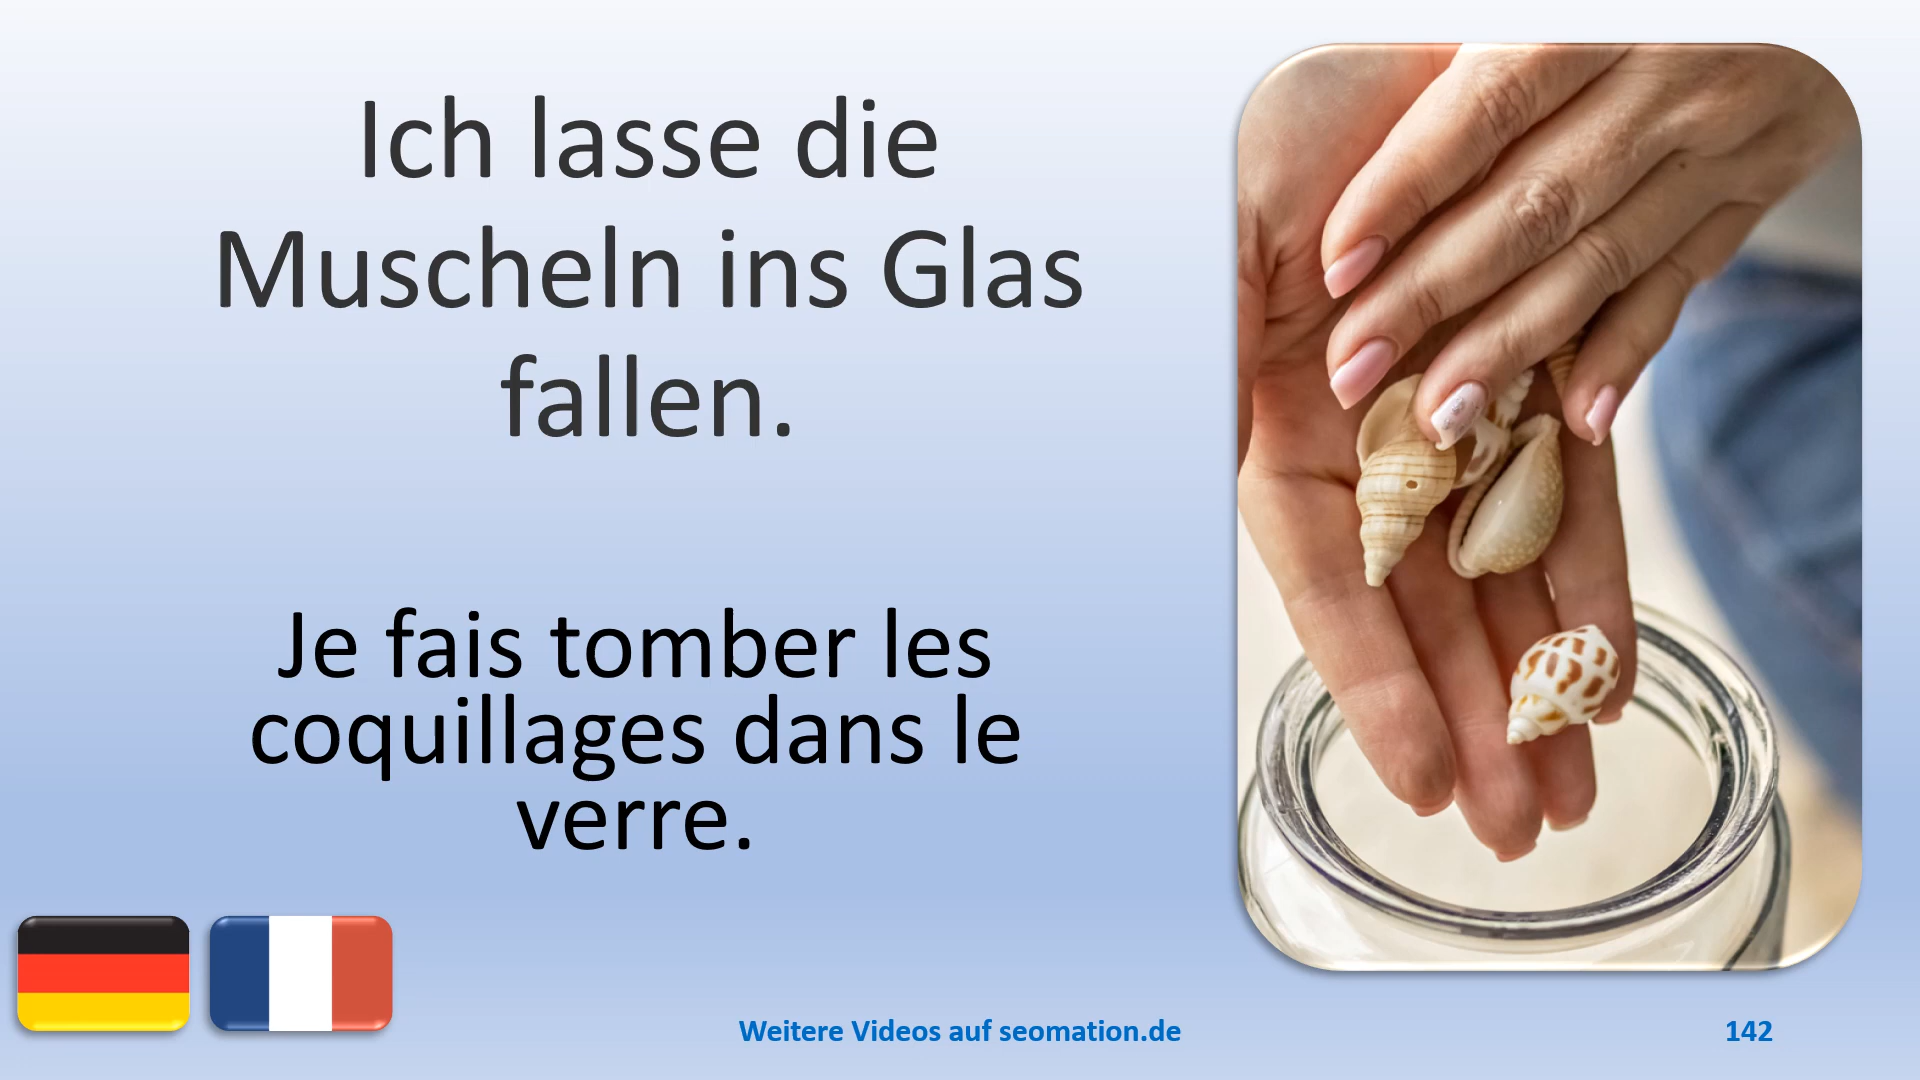 Ich lasse die
Muscheln ins Glas
fallen.
Je fais tomber les
coquillages dans le
verre.
Weitere Videos auf seomation.de
142